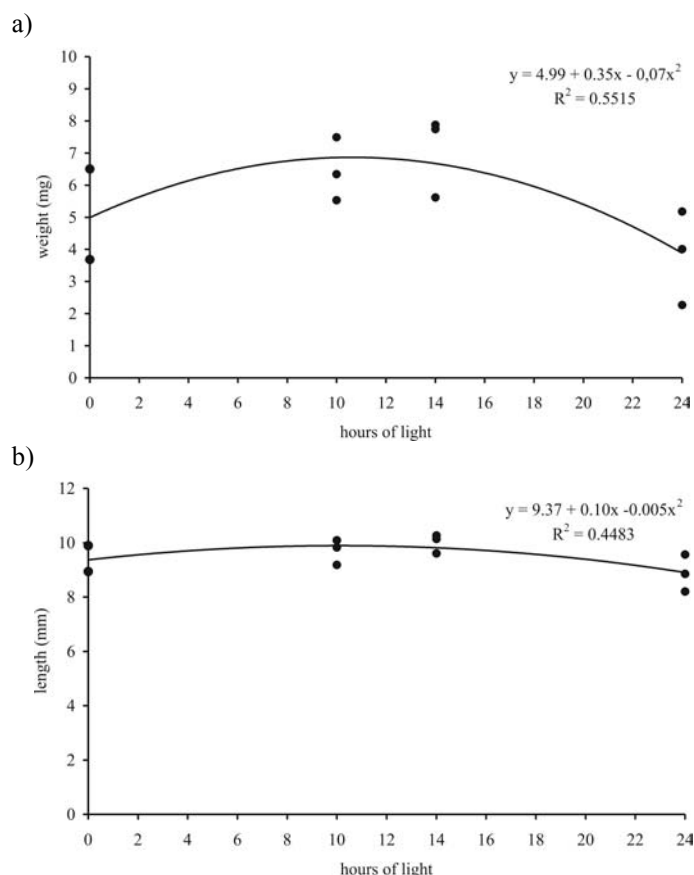 a)
10
9
8
7
6
5
4
3
2
1
0
weight (mg)
y = 4.99 + 0.35x - 0,07x²
R² = 0.5515
0 2 4 6 8 10 12 14 16 18 20 22 24
hours of light
b)
12
10
8
6
4
2
0
length (mm)
y = 9.37 + 0.10x -0.005x²
R² = 0.4483
0 2 4 6 8 10 12 14 16 18 20 22 24
hours of light